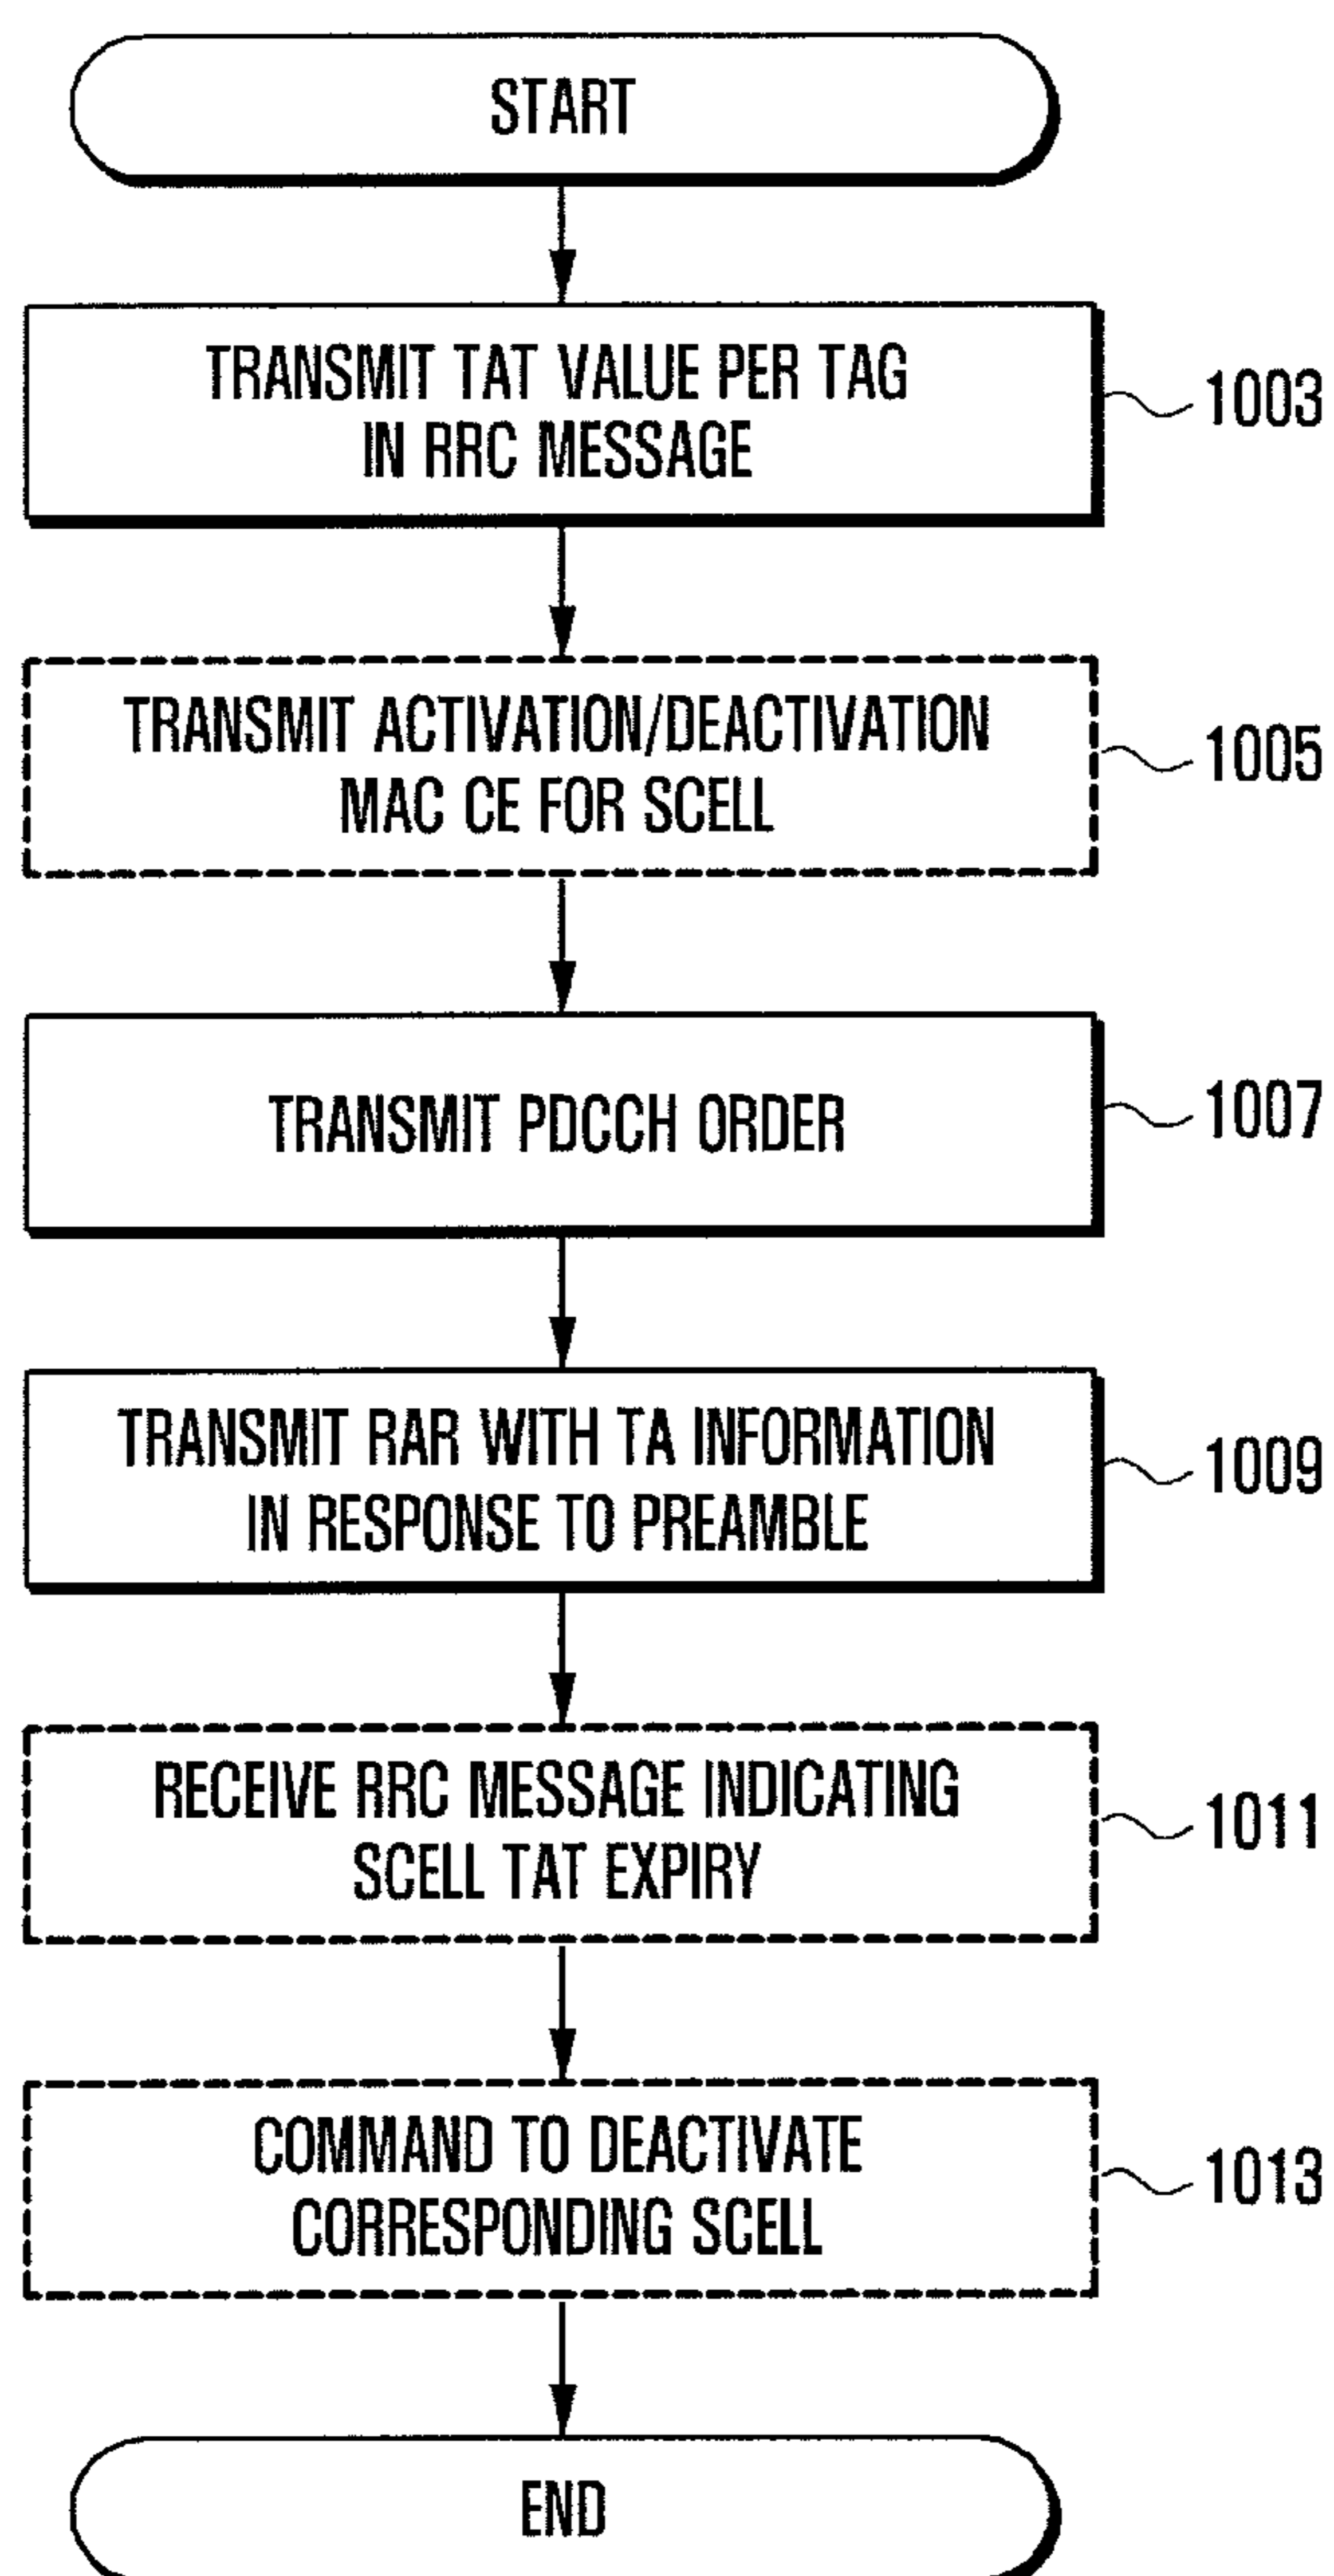 START
TRANSMIT TAT VALUE PER TAG
IN RRC MESSAGE
1003
TRANSMIT ACTIVATION/DEACTIVATION
MAC CE FOR SCELL
1005
TRANSMIT PDCCH ORDER
1007
TRANSMIT RAR WITH TA INFORMATION
IN RESPONSE TO PREAMBLE
1009
RECEIVE RRC MESSAGE INDICATING
SCELL TAT EXPIRY
1011
COMMAND TO DEACTIVATE
CORRESPONDING SCELL
1013
END